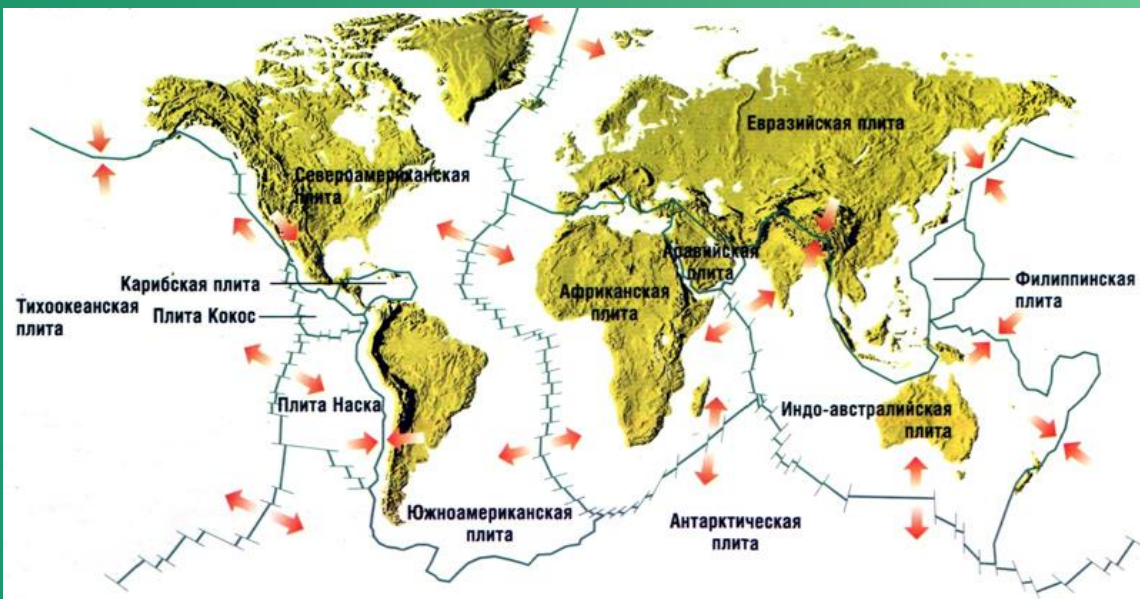 Евразийская плита
Североамериканская
плита
Аравийская
плита
Карибская плита
Африканская
плита
Филиппинская
плита
Тихоокеанская
плита
Плита Кокос
Плита Наска
Индо-австралийская
плита
Южноамериканская
плита
Антарктическая
плита